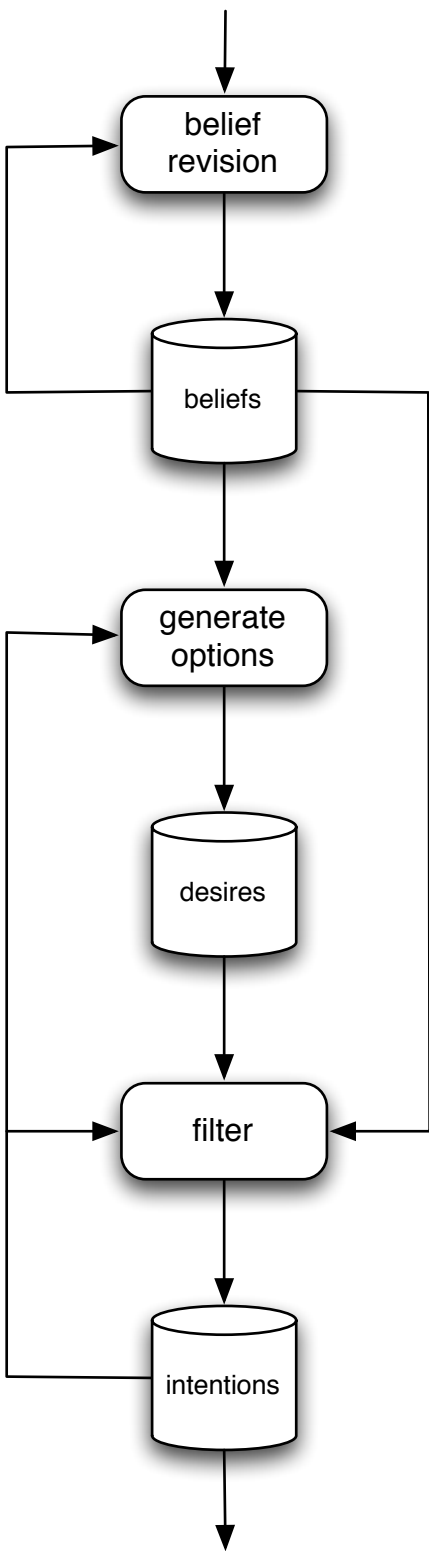 belief
revision
beliefs
generate
options
desires
filter
intentions